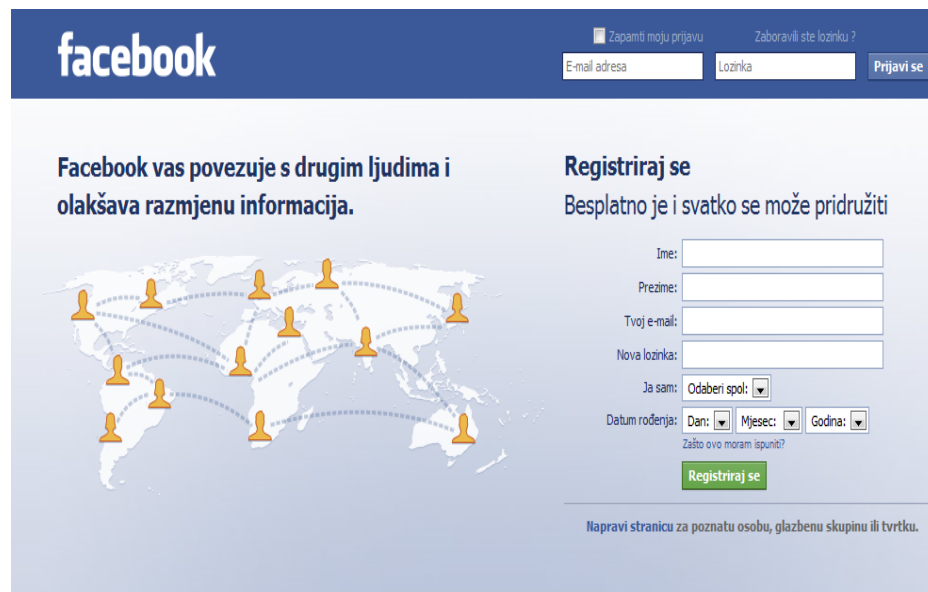 facebook
Zapamti moju prijavu
Zaboravili ste lozinku ?
E-mail adresa
Lozinka
Prijavi se
Facebook vas povezuje s drugim ljudima i
olakšava razmjenu informacija.
Registriraj se
Besplatno je i svatko se može pridružiti
Ime:
Prezime:
Tvoj e-mail:
Nova lozinka:
Ja sam: Odaberi spol:
Datum rođenja: Dan: Mjesec: Godina:
Zašto ovo moram ispuniti?
Registriraj se
Napravi stranicu za poznatu osobu, glazbenu skupinu ili tvrtku.